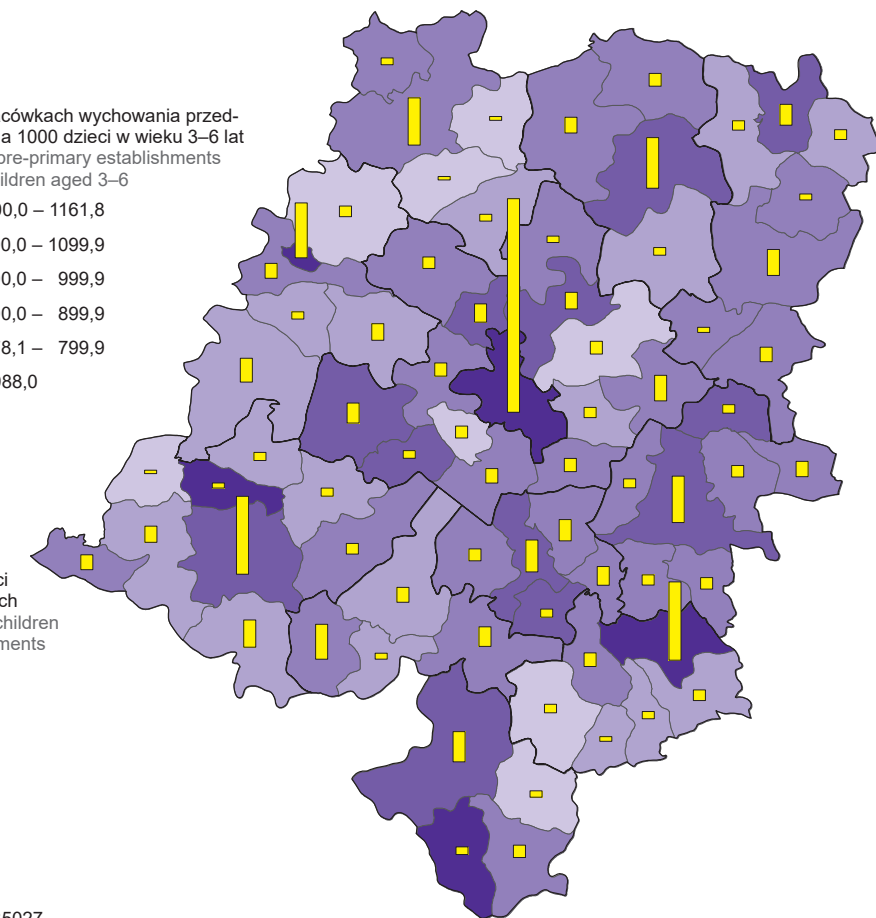 cówkach wychowania przed-
a 1000 dzieci w wieku 3–6 lat
pre-primary establishments
ildren aged 3–6
00,0 – 1161,8
0,0 – 1099,9
0,0 – 999,9
0,0 – 899,9
8,1 – 799,9
088,0
ci
ch
children
ments
5027